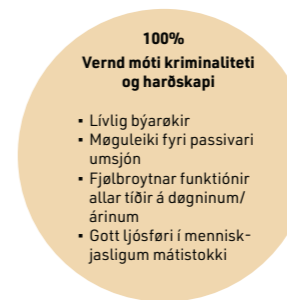 100%
Vernd móti kriminaliteti
og harðskapi
▪ Lívlig býarøkir
▪ Møguleiki fyri passivari
umsjón
▪ Fjølbroytnar funktiónir
allar tíðir á døgninum/
árinum
▪ Gott ljósføri í mennisk-
jasligum mátistokki